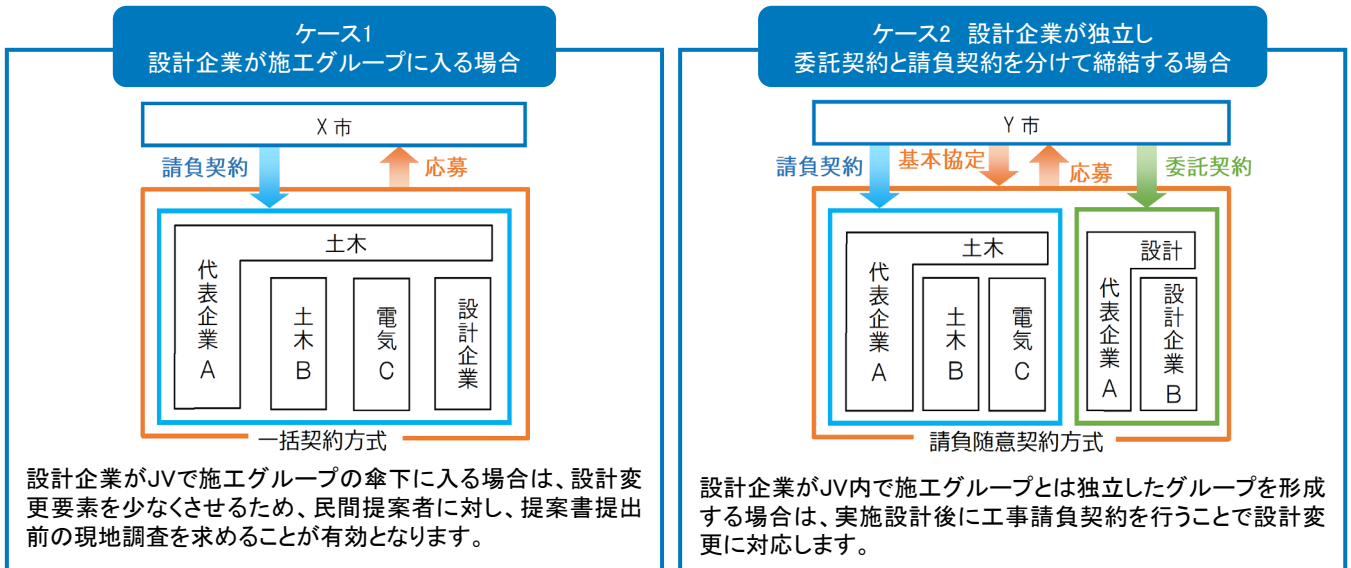 ケース1
設計企業が施工グループに入る場合
X 市
請負契約
応募
土木
代表企業A
土木B
電気C
設計企業
一括契約方式
設計企業がJVで施工グループの傘下に入る場合は、設計変
更要素を少なくさせるため、民間提案者に対し、提案書提出
前の現地調査を求めることが有効となります。
ケース2 設計企業が独立し
委託契約と請負契約を分けて締結する場合
Y 市
請負契約
基本協定
応募
委託契約
土木
代表企業A
土木B
電気C
設計
代表企業A
設計企業B
請負随意契約方式
設計企業がJV内で施工グループとは独立したグループを形成
する場合は、実施設計後に工事請負契約を行うことで設計変
更に対応します。